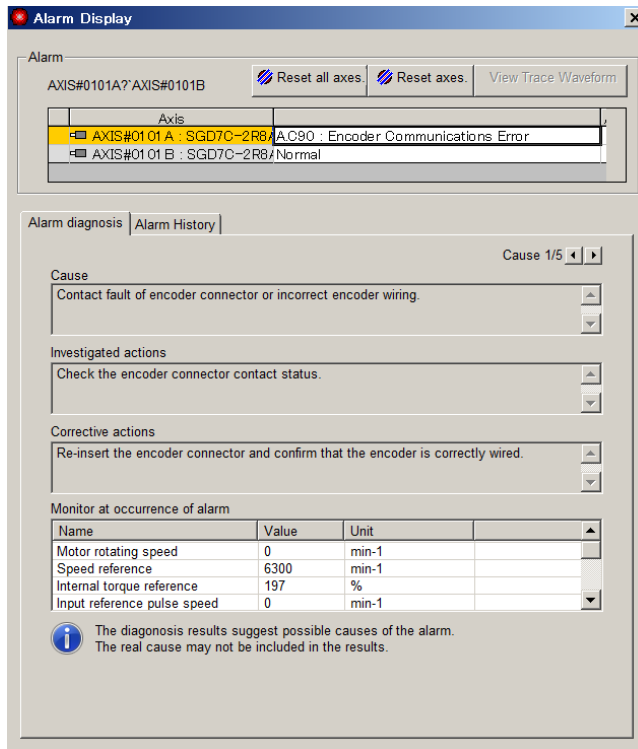 Alarm Display
Alarm
AXIS#0101A?`AXIS#0101B
Reset all axes.
Reset axes.
View Trace Waveform
Axis
AXIS#0101A : SGD7C-2R8A A.C90 : Encoder Communications Error
AXIS#0101B : SGD7C-2R8A Normal
Alarm diagnosis
Alarm History
Cause 1/5
Cause
Contact fault of encoder connector or incorrect encoder wiring.
Investigated actions
Check the encoder connector contact status.
Corrective actions
Re-insert the encoder connector and confirm that the encoder is correctly wired.
Monitor at occurrence of alarm
Name Value Unit
Motor rotating speed 0 min-1
Speed reference 6300 min-1
Internal torque reference 197 %
Input reference pulse speed 0 min-1
The diagonosis results suggest possible causes of the alarm.
The real cause may not be included in the results.